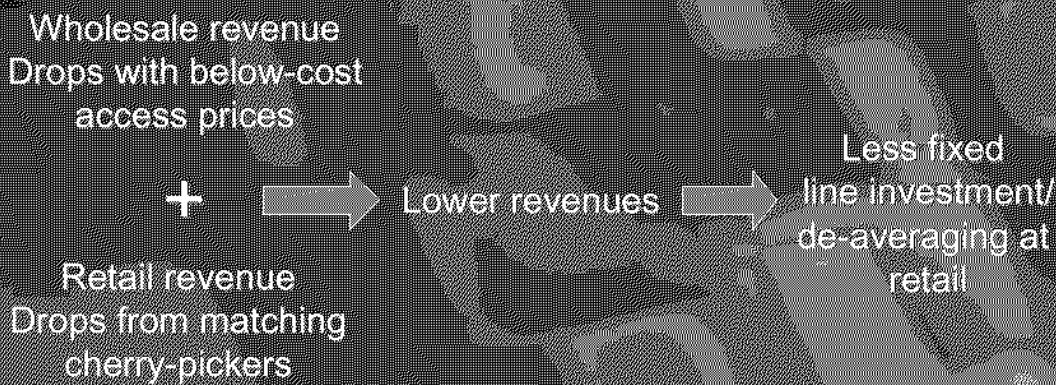 Wholesale revenue
Drops with below-cost
access prices
+
Retail revenue
Drops from matching
cherry-pickers
Lower revenues
Less fixed
line investment/
de-averaging at
retail